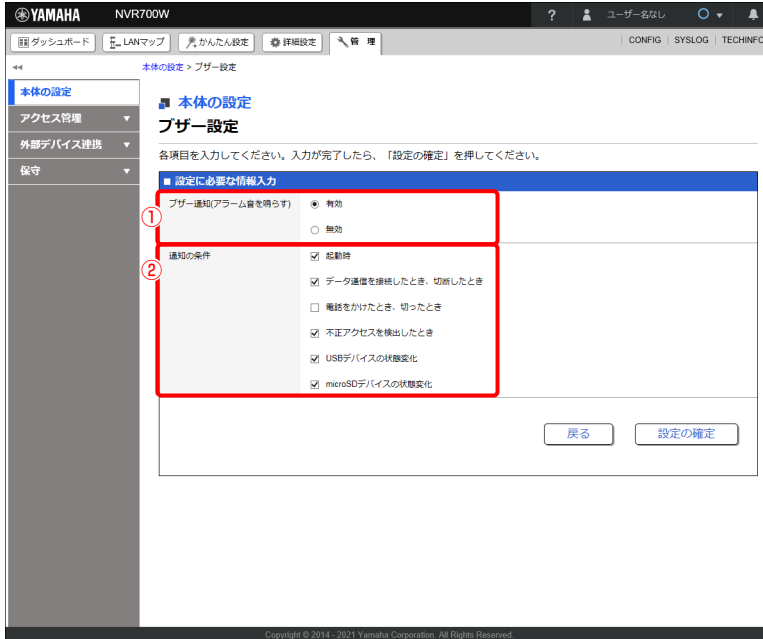 YAMAHA NVR700W ? ユーザー名なし
ダッシュボード LANマップ かんたん設定 詳細設定 管 理 CONFIG SYSLOG TECHINFO
本体の設定 > ブザー設定
本体の設定
アクセス管理
外部デバイス連携
保守
本体の設定
ブザー設定
各項目を入力してください。入力が完了したら、「設定の確定」を押してください。
■ 設定に必要な情報入力
①
ブザー通知(アラーム音を鳴らす) 有効
無効
②
通知の条件 起動時
データ通信を接続したとき、切断したとき
電話をかけたとき、切ったとき
不正アクセスを検出したとき
USBデバイスの状態変化
microSDデバイスの状態変化
戻る 設定の確定
Copyright © 2014 - 2021 Yamaha Corporation. All Rights Reserved.